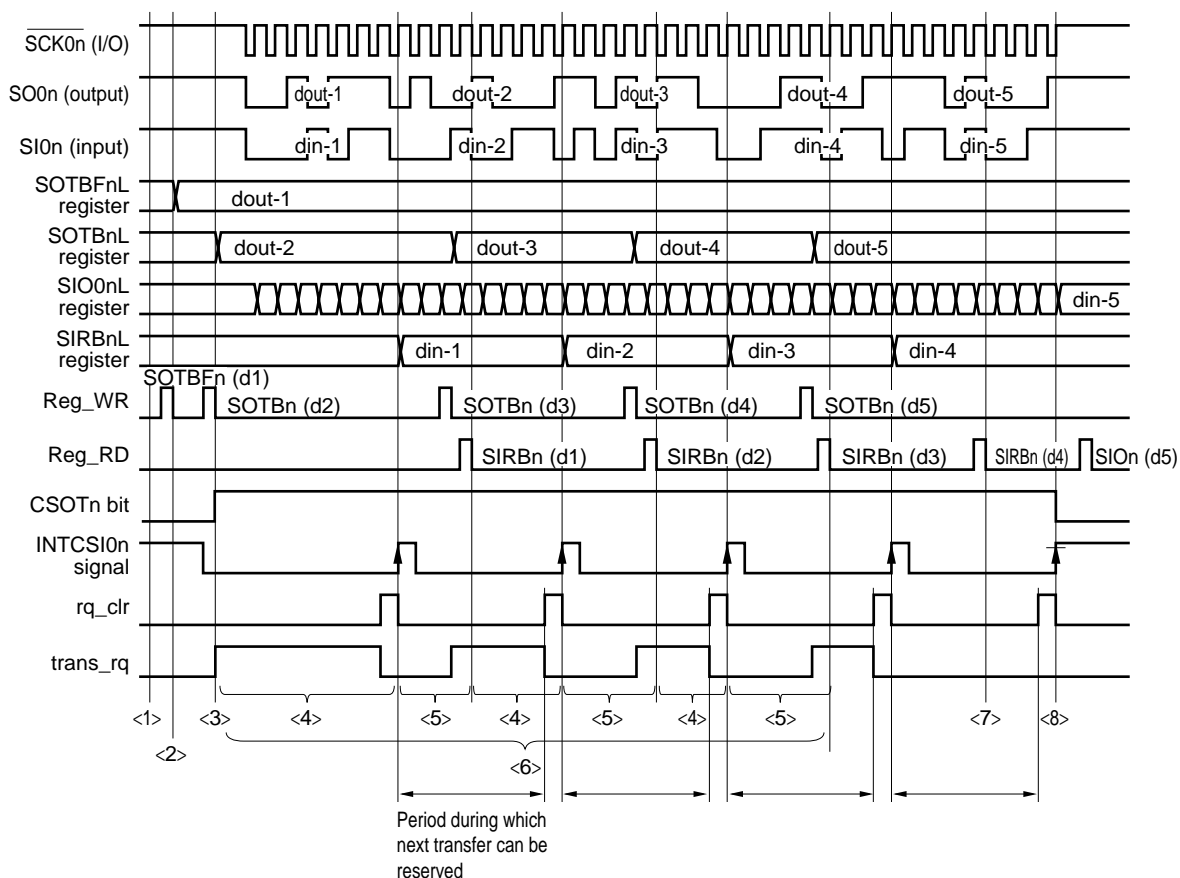 SCK0n (I/O)
SO0n (output) dout-1 dout-2 dout-3 dout-4 dout-5
SI0n (input) din-1 din-2 din-3 din-4 din-5
SOTBFnL
register
dout-1
SOTBnL
register
dout-2 dout-3 dout-4 dout-5
SIO0nL
register
din-5
SIRBnL
register
din-1 din-2 din-3 din-4
SOTBFn (d1)
Reg_WR SOTBn (d2) SOTBn (d3) SOTBn (d4) SOTBn (d5)
Reg_RD SIRBn (d1) SIRBn (d2) SIRBn (d3) SIRBn (d4) SIOn (d5)
CSOTn bit
INTCSI0n
signal
rq_clr
trans_rq
<1> <3> <4> <5> <4> <5> <4> <5> <7> <8>
<2> <6>
Period during which
next transfer can be
reserved